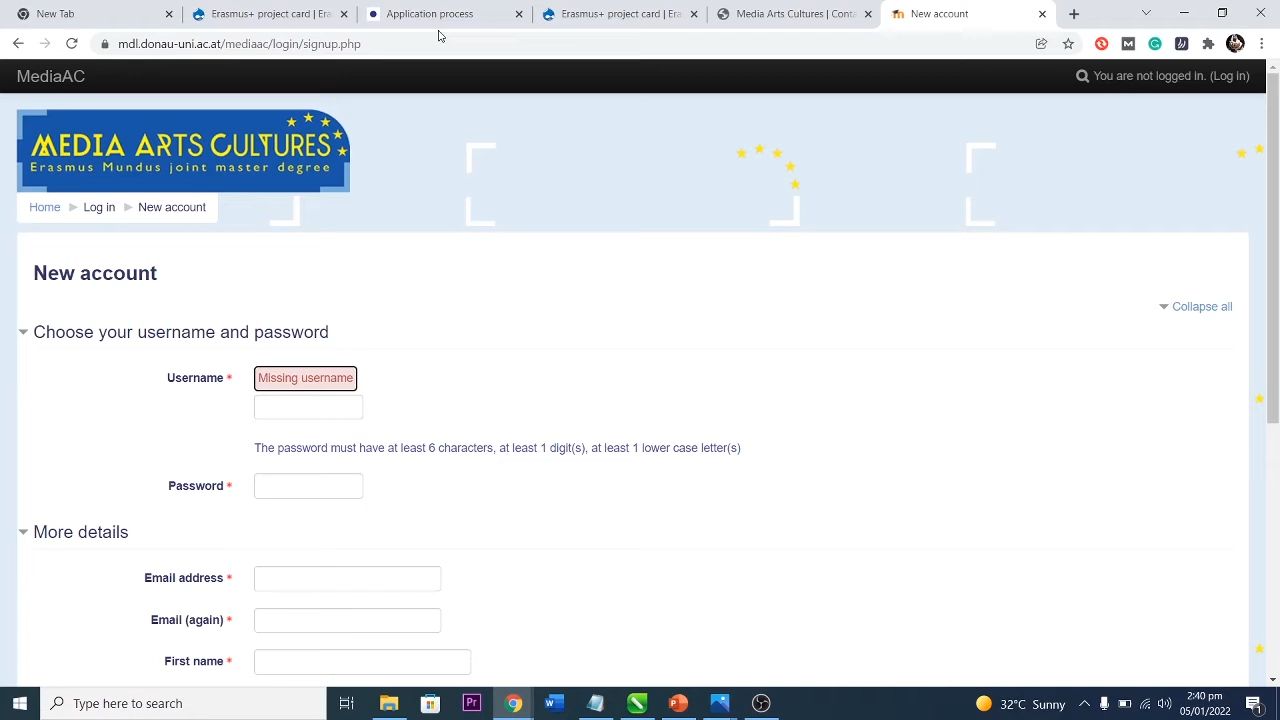 New Tab
Erasmus+ project card | Era
Application process
Erasmus+ project card | Era
Media Arts Cultures | Conta
New account
mdl.donau-uni.ac.at/mediaac/login/signup.php
MediaAC
You are not logged in. (Log in)
MEDIA ARTS CULTURES
Erasmus Mundus joint master degree
Home
Log in
New account
New account
Collapse all
Choose your username and password
Username *
Missing username
The password must have at least 6 characters, at least 1 digit(s), at least 1 lower case letter(s)
Password *
More details
Email address *
Email (again) *
First name *
Type here to search
32°C Sunny
2:40 pm
05/01/2022